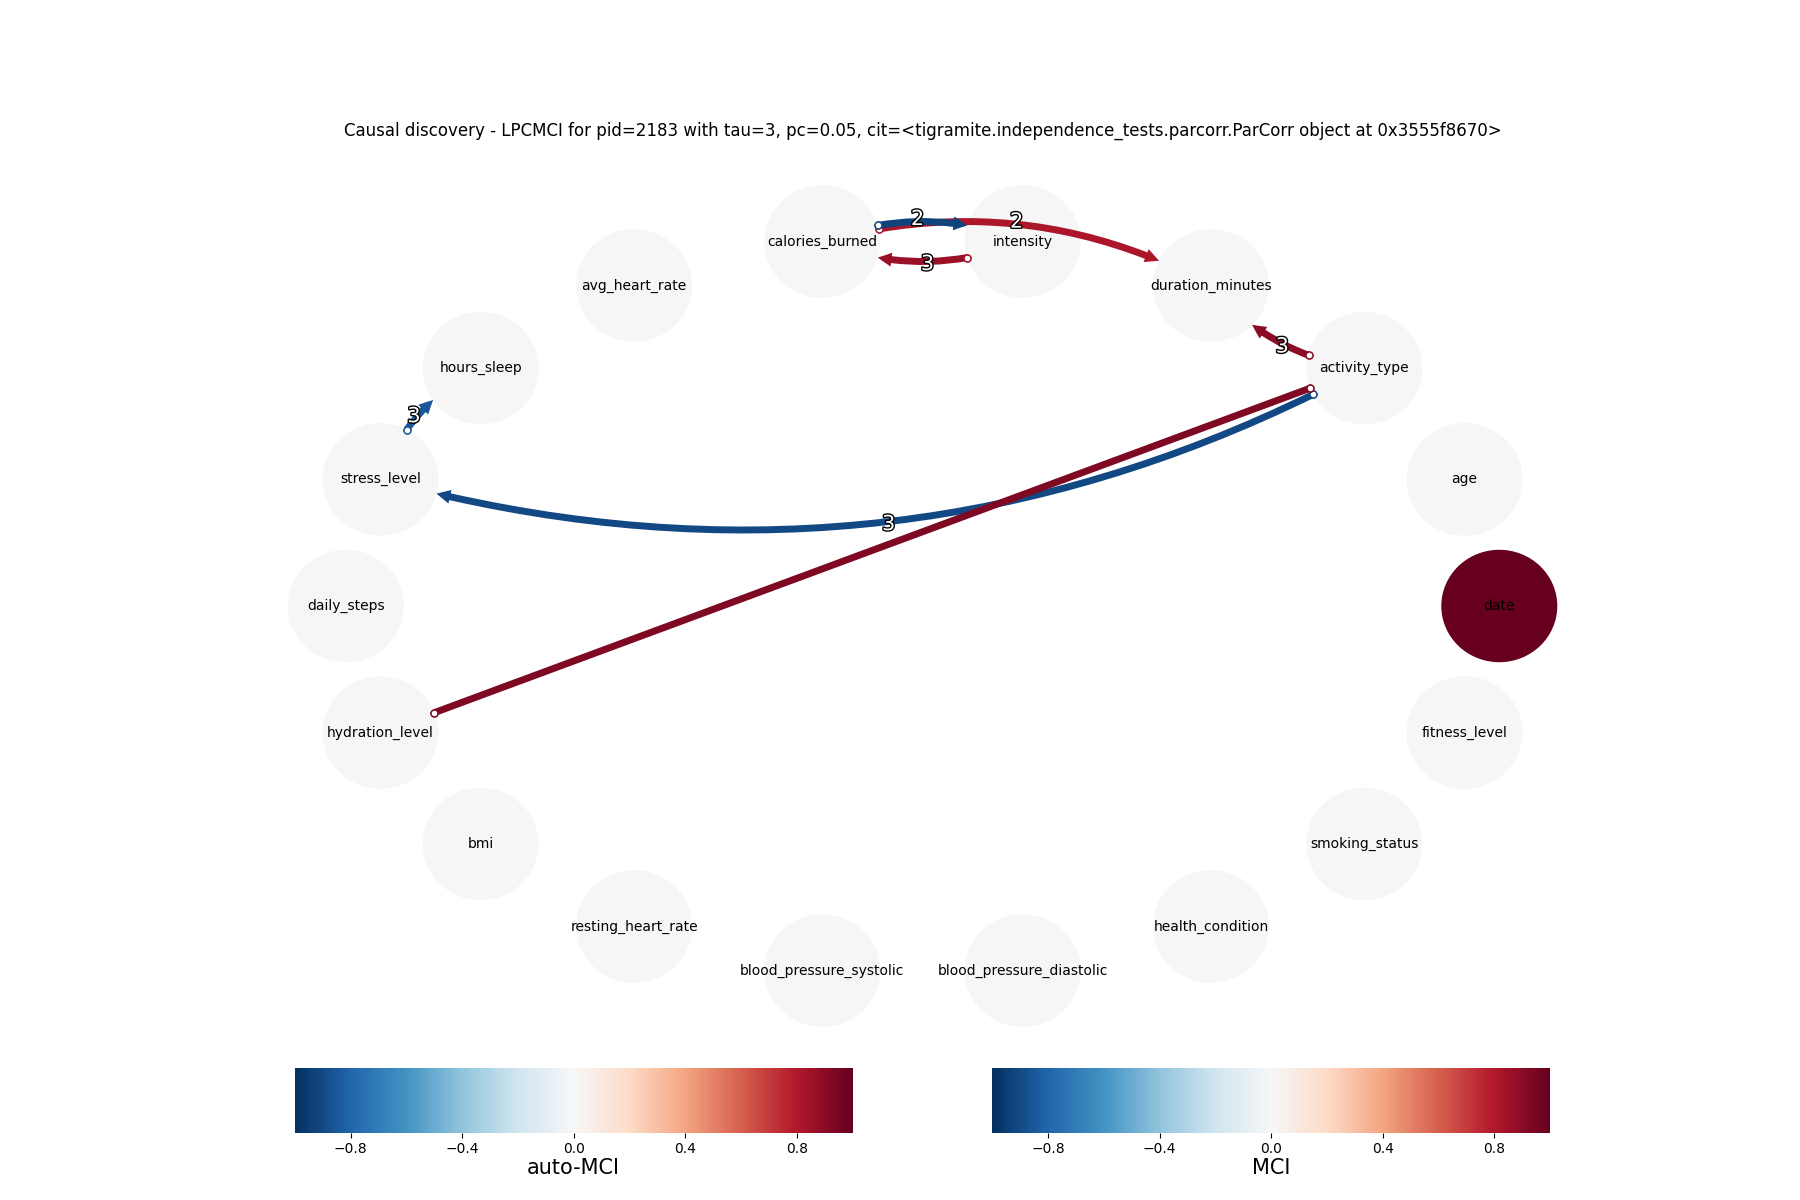 Causal discovery - LPCMCI for pid=2183 with tau=3, pc=0.05, cit=<tigramite.independence_tests.parcorr.ParCorr object at 0x3555f8670>
2
2
calories_burned
intensity
3
avg_heart_rate
duration_minutes
3
hours_sleep
activity_type
3
stress_level
age
3
daily_steps
date
hydration_level
fitness_level
bmi
smoking_status
resting_heart_rate
health_condition
blood_pressure_systolic
blood_pressure_diastolic
−0.8
−0.4
0.0
0.4
0.8
auto-MCI
−0.8
−0.4
0.0
0.4
0.8
MCI